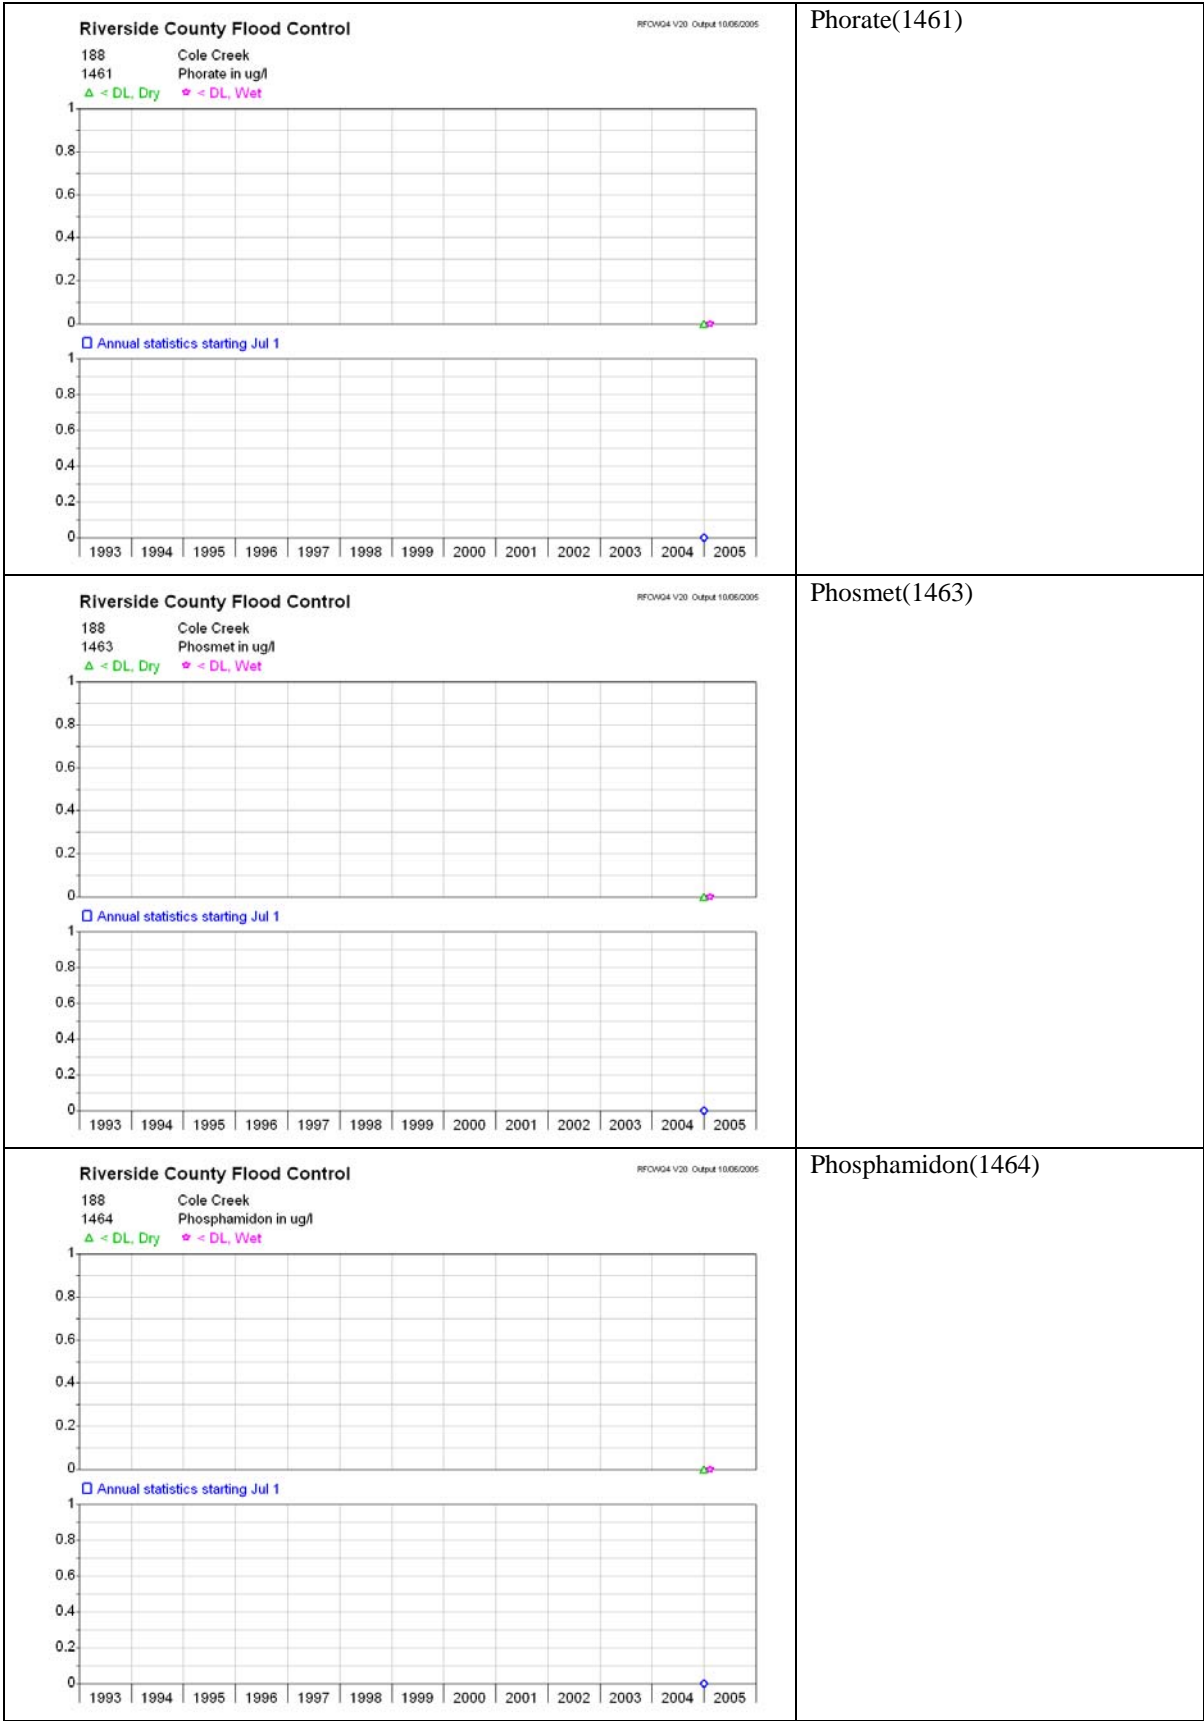 Riverside County Flood Control
RFCWQ4 V20 Output 10/06/2005
188 Cole Creek
1461 Phorate in ug/l
< DL, Dry < DL, Wet
1
0.8
0.6
0.4
0.2
0
Annual statistics starting Jul 1
1
0.8
0.6
0.4
0.2
0
1993 1994 1995 1996 1997 1998 1999 2000 2001 2002 2003 2004 2005
Phorate(1461)
Riverside County Flood Control
RFCWQ4 V20 Output 10/06/2005
188 Cole Creek
1463 Phosmet in ug/l
< DL, Dry < DL, Wet
1
0.8
0.6
0.4
0.2
0
Annual statistics starting Jul 1
1
0.8
0.6
0.4
0.2
0
1993 1994 1995 1996 1997 1998 1999 2000 2001 2002 2003 2004 2005
Phosmet(1463)
Riverside County Flood Control
RFCWQ4 V20 Output 10/06/2005
188 Cole Creek
1464 Phosphamidon in ug/l
< DL, Dry < DL, Wet
1
0.8
0.6
0.4
0.2
0
Annual statistics starting Jul 1
1
0.8
0.6
0.4
0.2
0
1993 1994 1995 1996 1997 1998 1999 2000 2001 2002 2003 2004 2005
Phosphamidon(1464)